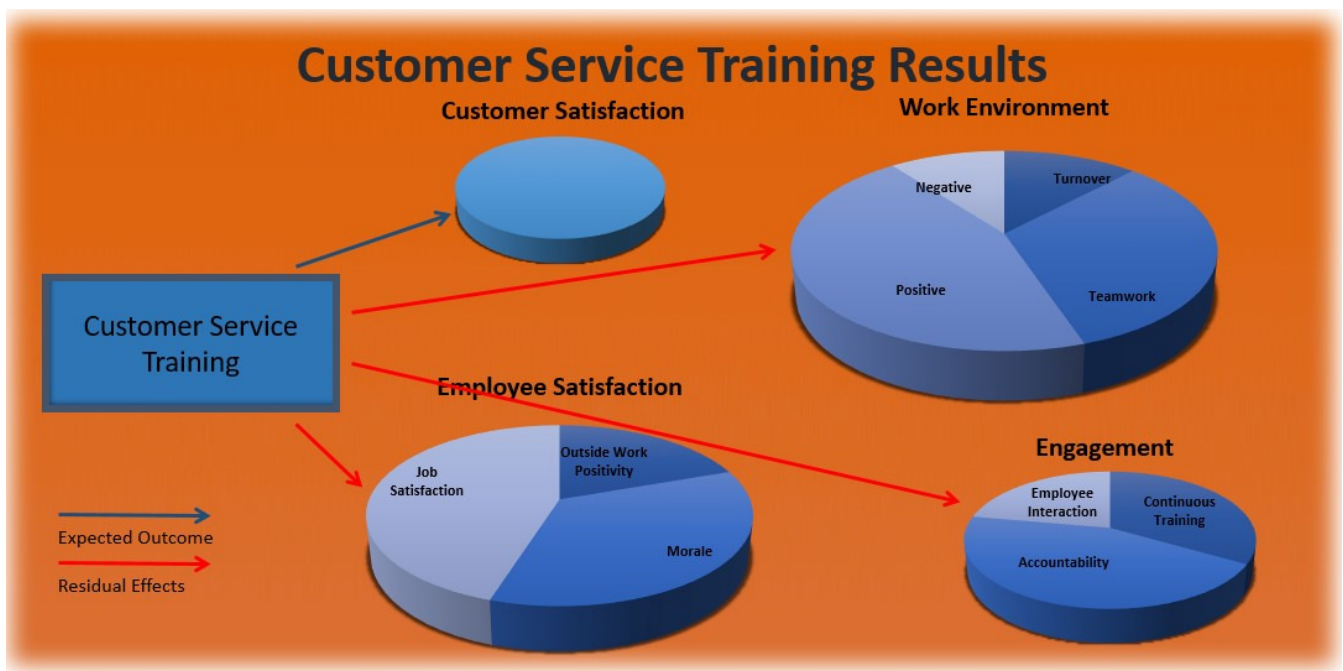 Customer Service Training Results
Customer Satisfaction
Work Environment
Negative
Turnover
Positive
Teamwork
Customer Service
Training
Employee Satisfaction
Job
Satisfaction
Outside Work
Positivity
Morale
Engagement
Employee
Interaction
Continuous
Training
Accountability
Expected Outcome
Residual Effects